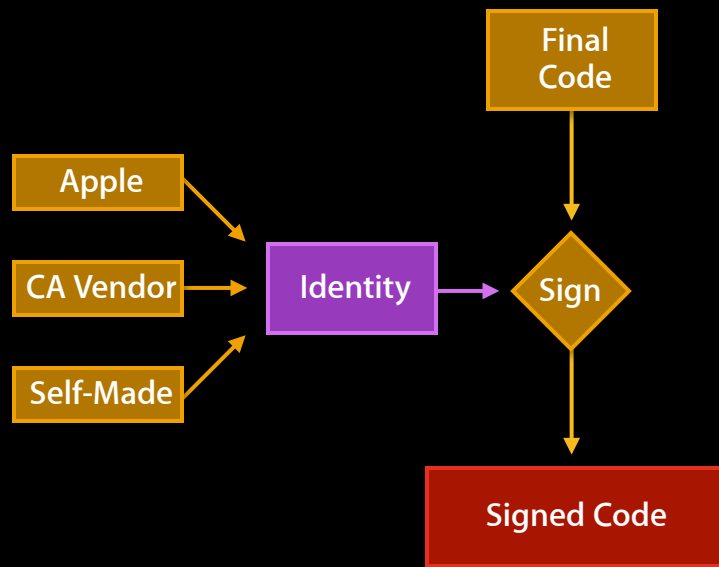 Final
Code
Apple
CA Vendor
Identity
Sign
Self-Made
Signed Code